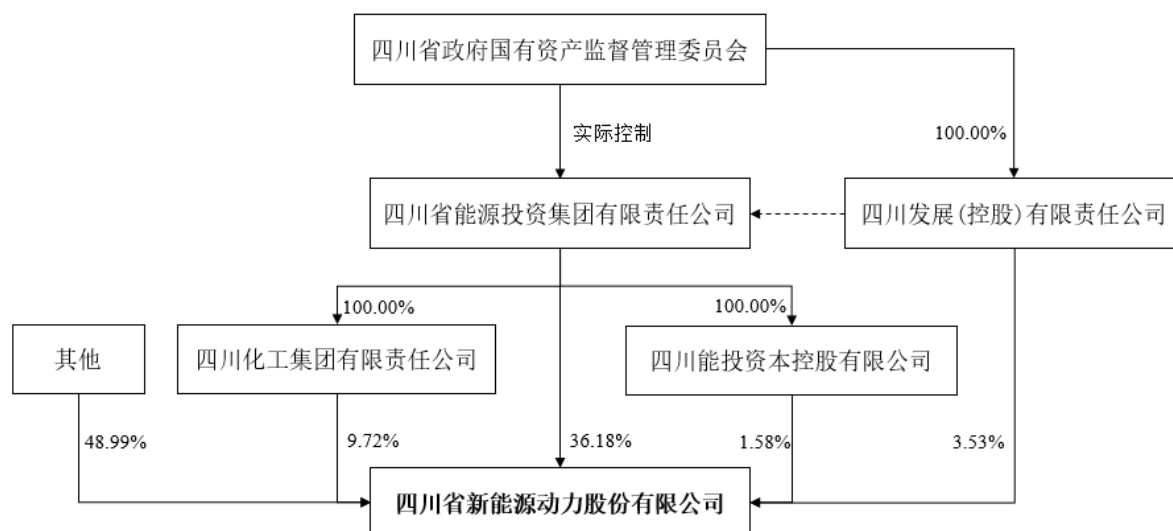 四川省政府国有资产监督管理委员会
实际控制
100.00%
四川省能源投资集团有限责任公司
四川发展(控股)有限责任公司
100.00%
100.00%
其他
四川化工集团有限责任公司
四川能投资本控股有限公司
48.99%
9.72%
36.18%
1.58%
3.53%
四川省新能源动力股份有限公司